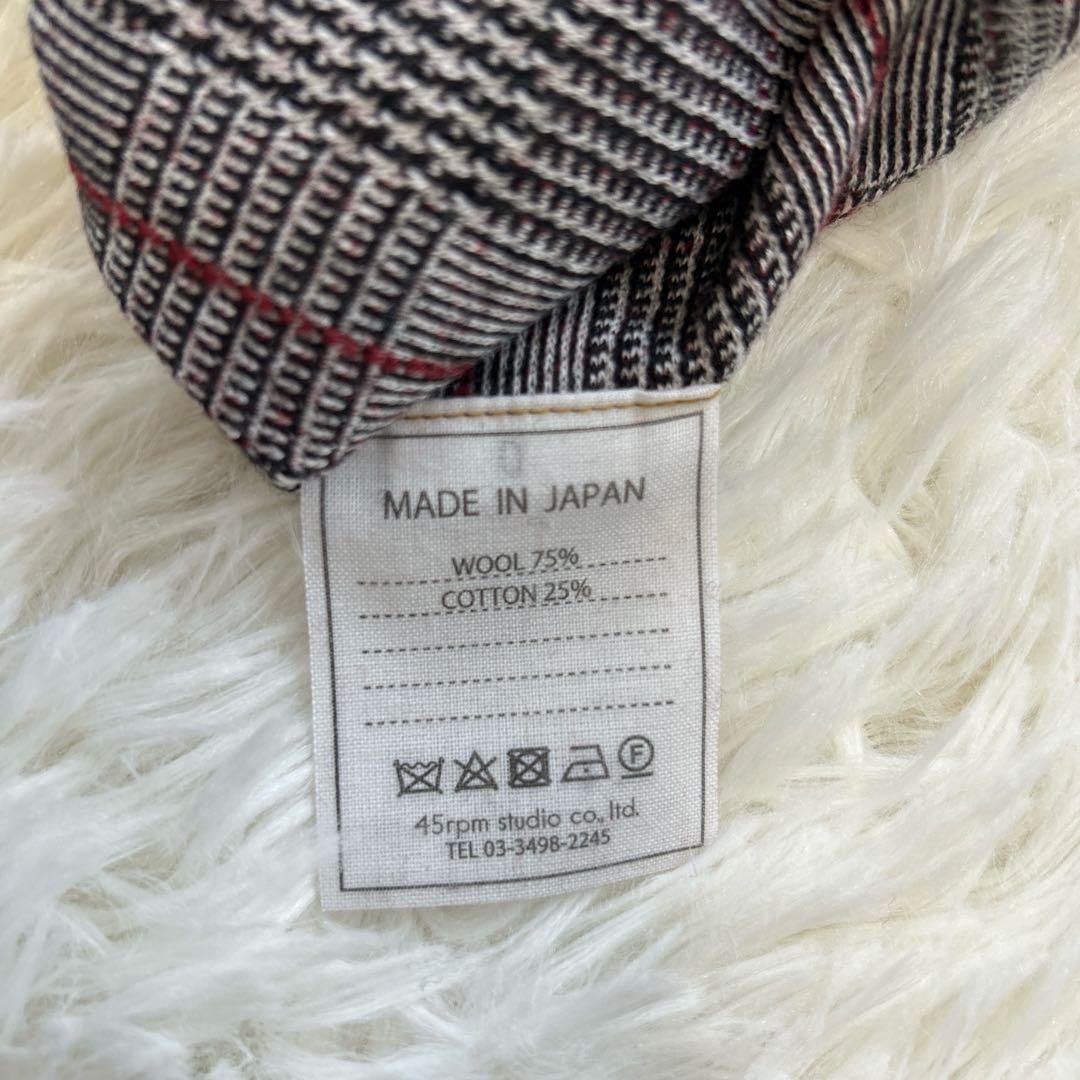 MADE IN JAPAN
WOOL 75%
COTTON 25%
F
45rpm studio co., ltd.
TEL 03-3498-2245